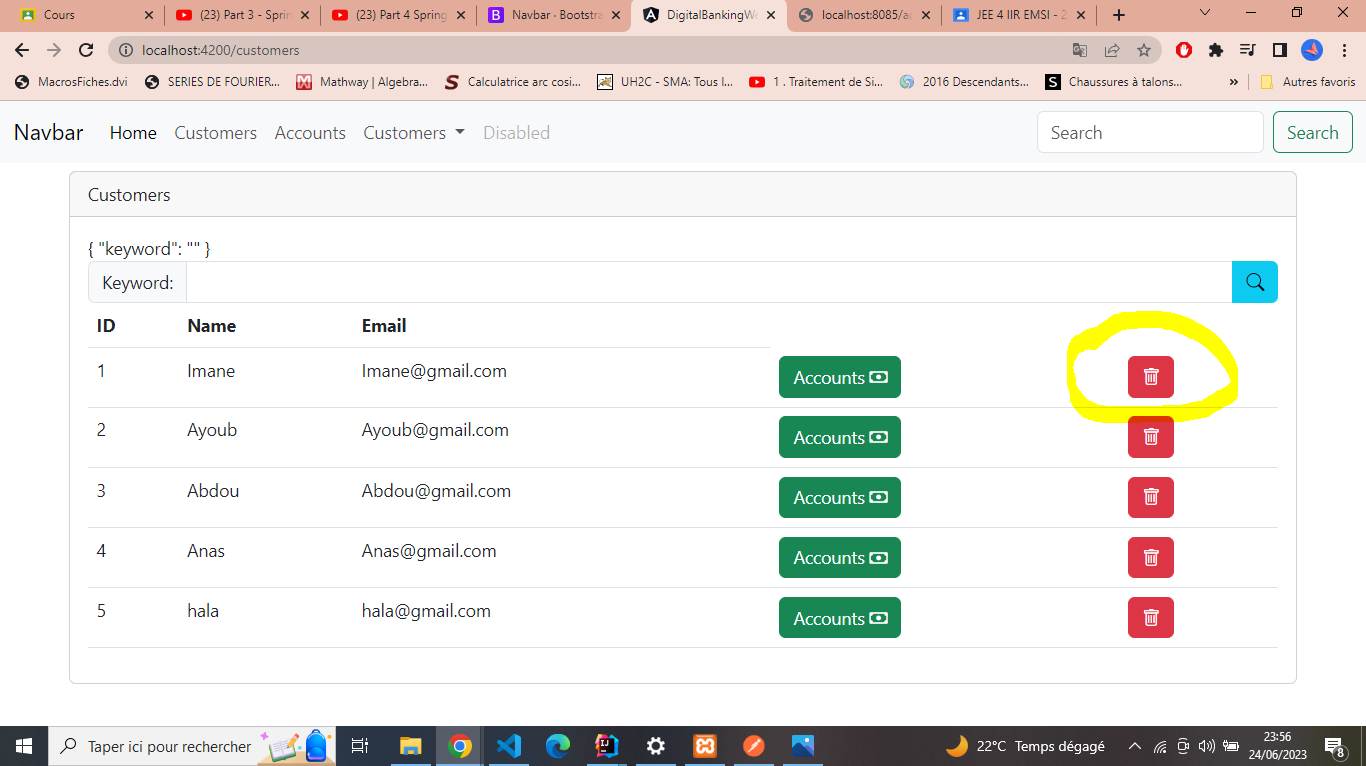 Cours
(23) Part 3 - Sprin
(23) Part 4 Spring
Navbar · Bootstra
DigitalBankingWe
localhost:8085/ac
JEE 4 IIR EMSI - 2
localhost:4200/customers
MacrosFiches.dvi
SERIES DE FOURIER...
Mathway | Algebra...
Calculatrice arc cosi...
UH2C - SMA: Tous l...
1 . Traitement de Si...
2016 Descendants...
Chaussures à talons...
»
Autres favoris
Navbar Home Customers Accounts Customers Disabled Search Search
Customers
{ "keyword": "" }
Keyword:
ID Name Email
1 Imane Imane@gmail.com Accounts
2 Ayoub Ayoub@gmail.com Accounts
3 Abdou Abdou@gmail.com Accounts
4 Anas Anas@gmail.com Accounts
5 hala hala@gmail.com Accounts
Taper ici pour rechercher
22°C Temps dégagé
23:56
24/06/2023
8